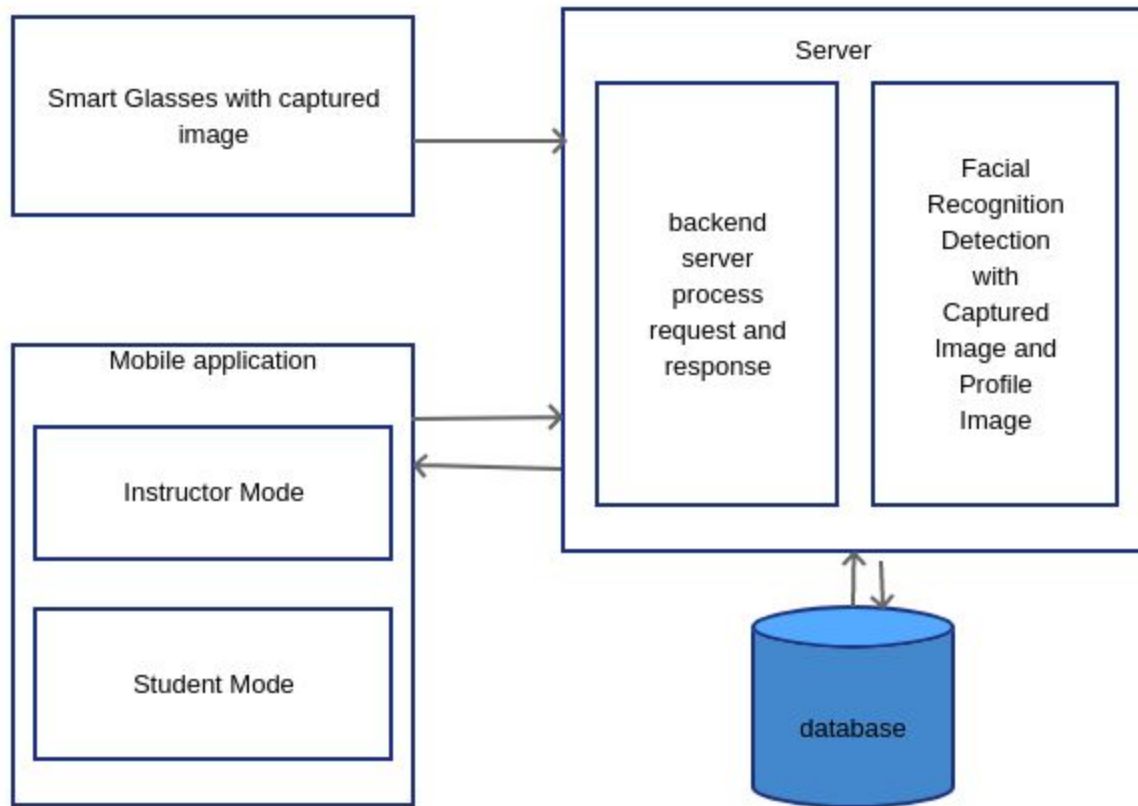 Smart Glasses with captured
image
Server
backend
server
process
request and
response
Facial
Recognition
Detection
with
Captured
Image and
Profile
Image
Mobile application
Instructor Mode
Student Mode
database